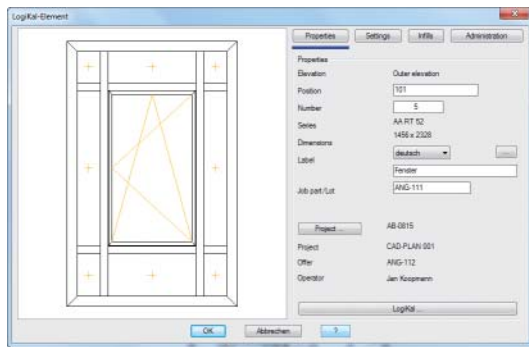 LogiKal-Element
Properties Settings Infills Administration
Properties
Elevation Outer elevation
Position 101
Number 5
Series AA RT 52
Dimensions 1456 x 2328
Label deutsch ...
Fenster
Job part/Lot ANG-111
Project ... AB-0815
Project CAD-PLAN 001
Offer ANG-112
Operator Jan Koopmann
LogiKal ...
OK Abbrechen ?